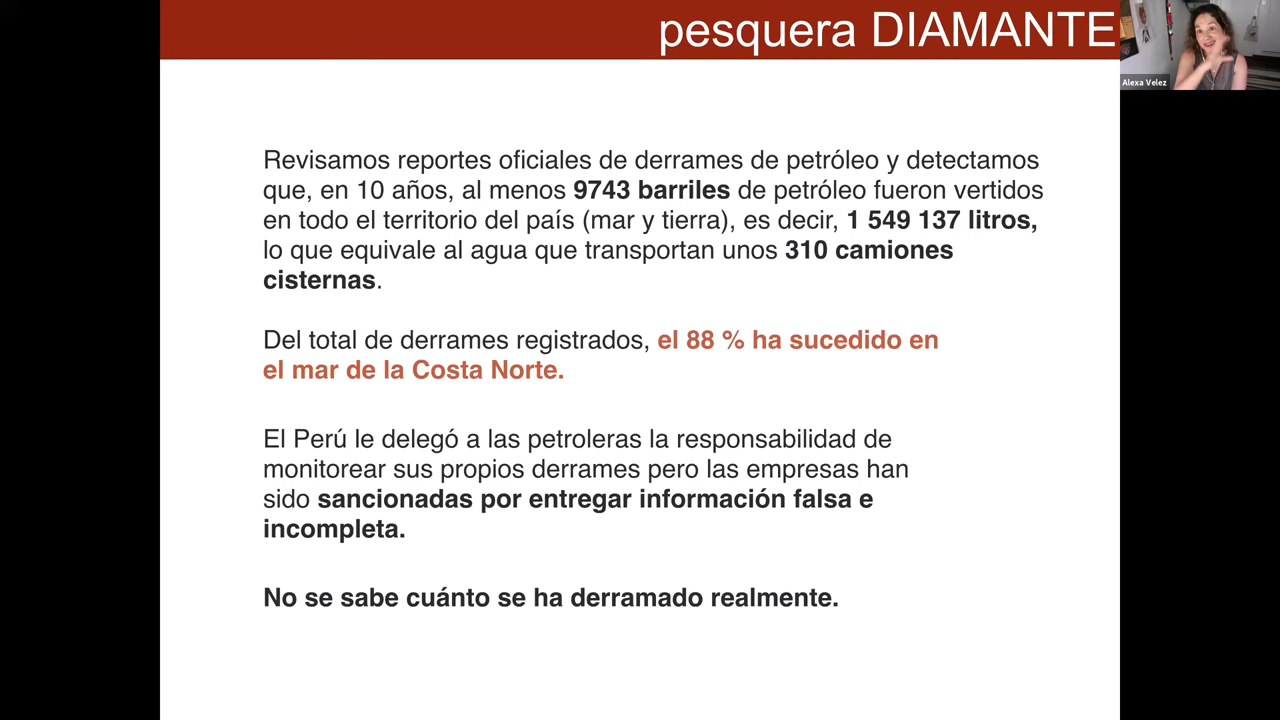 pesquera DIAMANTE
Alexa Velez
Revisamos reportes oficiales de derrames de petróleo y detectamos
que, en 10 años, al menos 9743 barriles de petróleo fueron vertidos
en todo el territorio del país (mar y tierra), es decir, 1 549 137 litros,
lo que equivale al agua que transportan unos 310 camiones
cisternas.
Del total de derrames registrados, el 88 % ha sucedido en
el mar de la Costa Norte.
El Perú le delegó a las petroleras la responsabilidad de
monitorear sus propios derrames pero las empresas han
sido sancionadas por entregar información falsa e
incompleta.
No se sabe cuánto se ha derramado realmente.